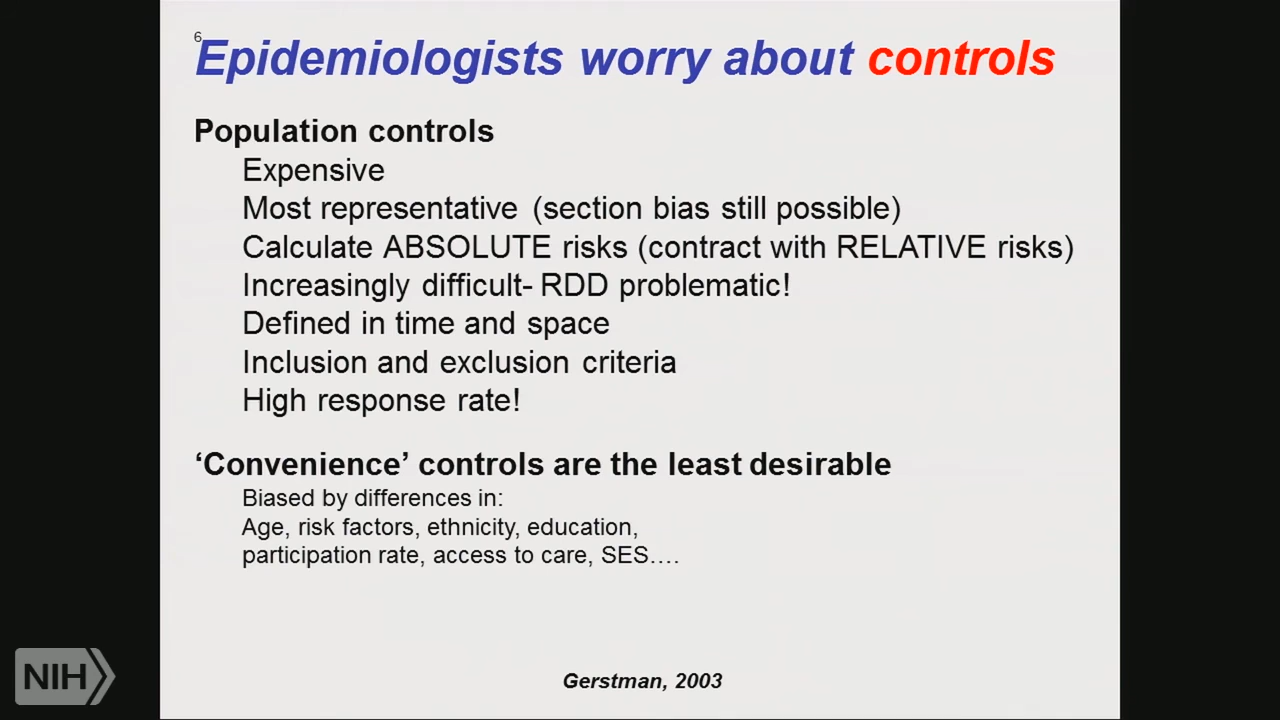 6
Epidemiologists worry about controls
Population controls
Expensive
Most representative (section bias still possible)
Calculate ABSOLUTE risks (contract with RELATIVE risks)
Increasingly difficult- RDD problematic!
Defined in time and space
Inclusion and exclusion criteria
High response rate!
‘Convenience’ controls are the least desirable
Biased by differences in:
Age, risk factors, ethnicity, education,
participation rate, access to care, SES….
NIH
Gerstman, 2003